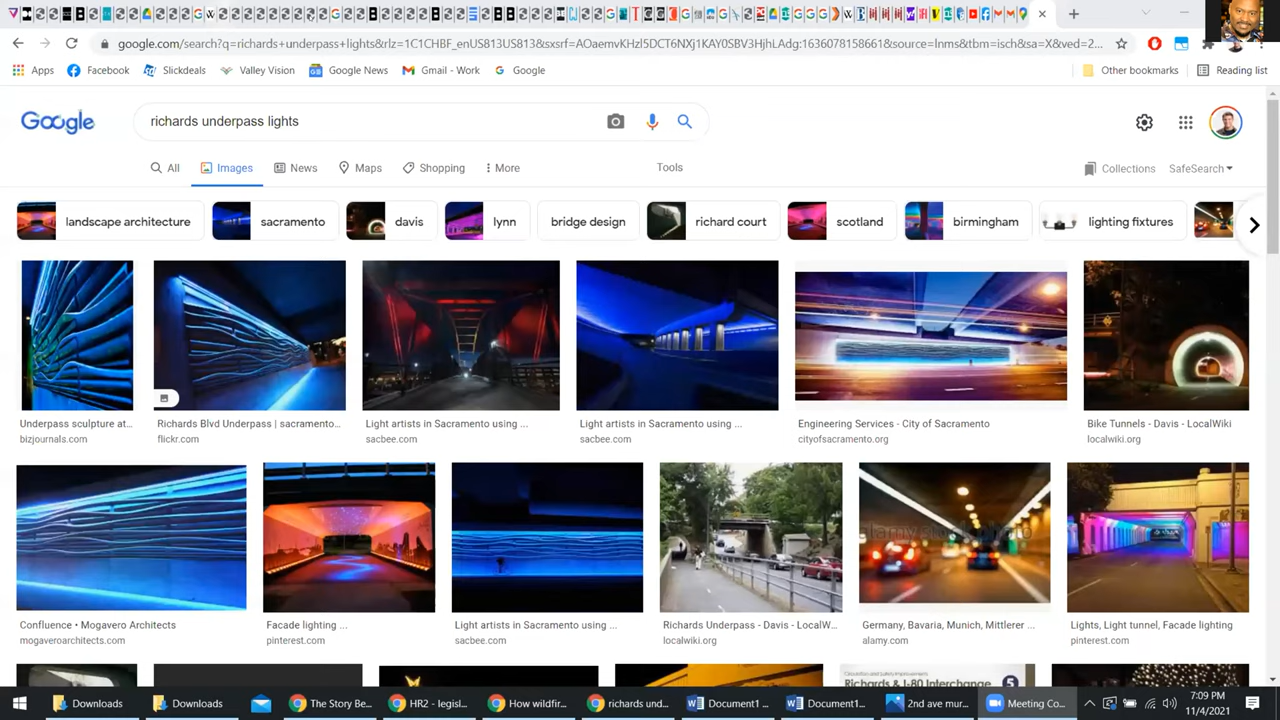 google.com/search?q=richards+underpass+lights&rlz=1C1CHBF_enUS813US813&sxsrf=AOaemvKHzl5DCT6NXj1KAY0SBV3HjhLAdg:1636078158661&source=lnms&tbm=isch&sa=X&ved=2...
Apps
Facebook
Slickdeals
Valley Vision
Google News
Gmail - Work
Google
Other bookmarks
Reading list
Google
richards underpass lights
All
Images
News
Maps
Shopping
More
Tools
Collections
SafeSearch
landscape architecture
sacramento
davis
lynn
bridge design
richard court
scotland
birmingham
lighting fixtures
Underpass sculpture at...
bizjournals.com
Richards Blvd Underpass | sacramento...
flickr.com
Light artists in Sacramento using ...
sacbee.com
Light artists in Sacramento using ...
sacbee.com
Engineering Services - City of Sacramento
cityofsacramento.org
Bike Tunnels - Davis - LocalWiki
localwiki.org
alamy stock photo
Confluence • Mogavero Architects
mogaveroarchitects.com
Facade lighting ...
pinterest.com
Light artists in Sacramento using ...
sacbee.com
Richards Underpass - Davis - LocalW...
localwiki.org
Germany, Bavaria, Munich, Mittlerer ...
alamy.com
Lights, Light tunnel, Facade lighting
pinterest.com
Richards & I-80 Interchange
5
Downloads
Downloads
The Story Be...
HR2 - legisl...
How wildfir...
richards und...
Document1 ...
Document1...
2nd ave mur...
Meeting Co...
7:09 PM
11/4/2021